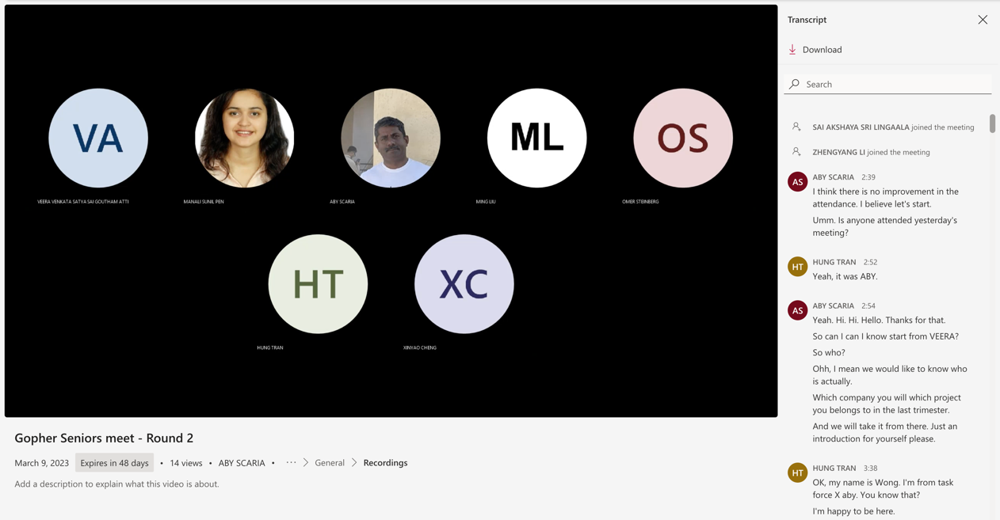 VA
ML
OS
VEERA VENKATA SATYA SAI GOUTHAM ATTI
MANALI SUNIL PEN
ABY SCARIA
MING LIU
OMER STEINBERG
HT
XC
HUNG TRAN
XINYAO CHENG
Gopher Seniors meet - Round 2
March 9, 2023 Expires in 48 days • 14 views • ABY SCARIA • ··· > General > Recordings
Add a description to explain what this video is about.
Transcript
Download
Search
SAI AKSHAYA SRI LINGAALA joined the meeting
ZHENGYANG LI joined the meeting
AS ABY SCARIA 2:39
I think there is no improvement in the
attendance. I believe let's start.
Umm. Is anyone attended yesterday's
meeting?
HT HUNG TRAN 2:52
Yeah, it was ABY.
AS ABY SCARIA 2:54
Yeah. Hi. Hi. Hello. Thanks for that.
So can I can I know start from VEERA?
So who?
Ohh, I mean we would like to know who
is actually.
Which company you will which project
you belongs to in the last trimester.
And we will take it from there. Just an
introduction for yourself please.
HT HUNG TRAN 3:38
OK, my name is Wong. I'm from task
force X aby. You know that?
I'm happy to be here.